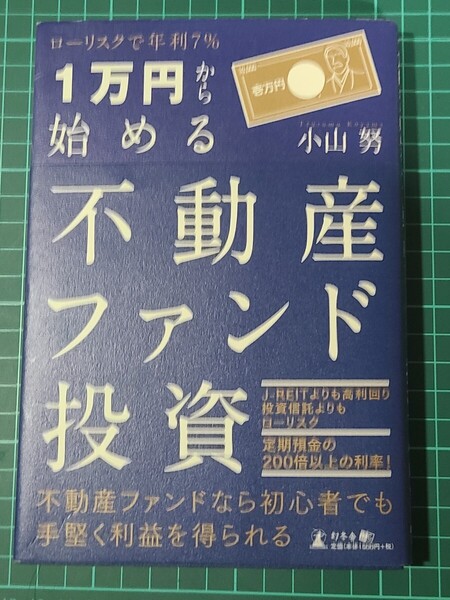 ローリスクで年利7%
1万円から
始める
10,000
10,000
壱万円
小山 努
不動産
ファンド
投資
J-REITよりも高利回り
投資信託よりも
ローリスク
定期預金の
200倍以上の利率!
不動産ファンドなら初心者でも
手堅く利益を得られる
幻冬舎